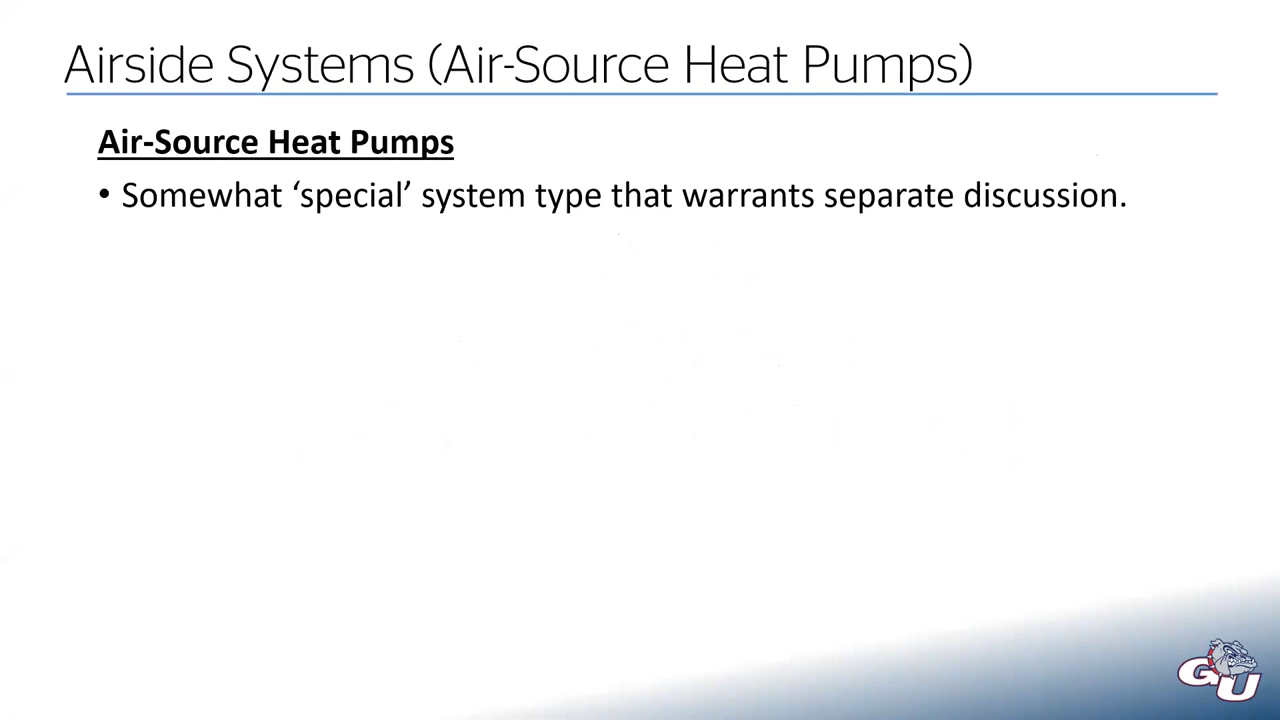 Airside Systems (Air-Source Heat Pumps)
Air-Source Heat Pumps
• Somewhat ‘special’ system type that warrants separate discussion.
GU